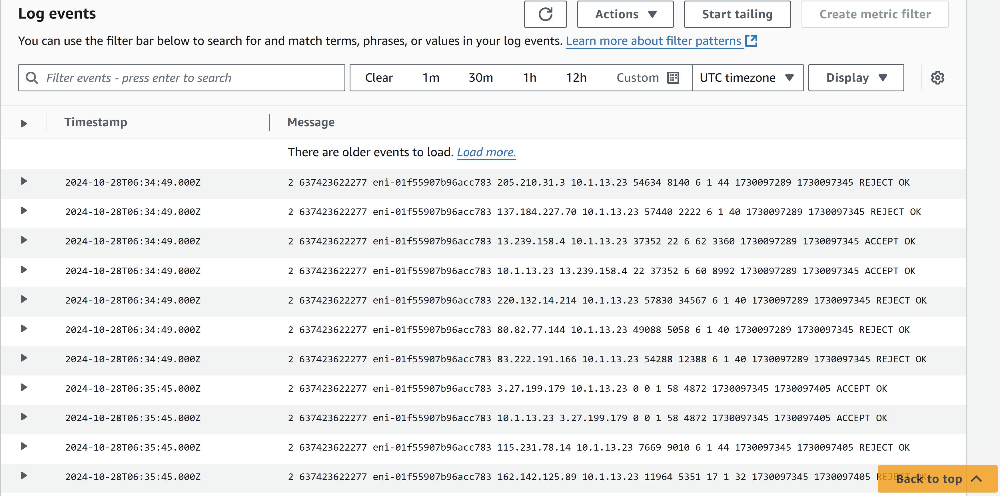 Log events
Actions
Start tailing
Create metric filter
You can use the filter bar below to search for and match terms, phrases, or values in your log events. Learn more about filter patterns
Filter events - press enter to search
Clear 1m 30m 1h 12h Custom
UTC timezone
Display
Timestamp Message
There are older events to load. Load more.
2024-10-28T06:34:49.000Z 2 637423622277 eni-01f55907b96acc783 205.210.31.3 10.1.13.23 54634 8140 6 1 44 1730097289 1730097345 REJECT OK
2024-10-28T06:34:49.000Z 2 637423622277 eni-01f55907b96acc783 137.184.227.70 10.1.13.23 57440 2222 6 1 40 1730097289 1730097345 REJECT OK
2024-10-28T06:34:49.000Z 2 637423622277 eni-01f55907b96acc783 13.239.158.4 10.1.13.23 37352 22 6 62 3360 1730097289 1730097345 ACCEPT OK
2024-10-28T06:34:49.000Z 2 637423622277 eni-01f55907b96acc783 10.1.13.23 13.239.158.4 22 37352 6 60 8992 1730097289 1730097345 ACCEPT OK
2024-10-28T06:34:49.000Z 2 637423622277 eni-01f55907b96acc783 220.132.14.214 10.1.13.23 57830 34567 6 1 40 1730097289 1730097345 REJECT OK
2024-10-28T06:34:49.000Z 2 637423622277 eni-01f55907b96acc783 80.82.77.144 10.1.13.23 49088 5058 6 1 40 1730097289 1730097345 REJECT OK
2024-10-28T06:34:49.000Z 2 637423622277 eni-01f55907b96acc783 83.222.191.166 10.1.13.23 54288 12388 6 1 40 1730097289 1730097345 REJECT OK
2024-10-28T06:35:45.000Z 2 637423622277 eni-01f55907b96acc783 3.27.199.179 10.1.13.23 0 0 1 58 4872 1730097345 1730097405 ACCEPT OK
2024-10-28T06:35:45.000Z 2 637423622277 eni-01f55907b96acc783 10.1.13.23 3.27.199.179 0 0 1 58 4872 1730097345 1730097405 ACCEPT OK
2024-10-28T06:35:45.000Z 2 637423622277 eni-01f55907b96acc783 115.231.78.14 10.1.13.23 7669 9010 6 1 44 1730097345 1730097405 REJECT OK
2024-10-28T06:35:45.000Z 2 637423622277 eni-01f55907b96acc783 162.142.125.89 10.1.13.23 11964 5351 17 1 32 1730097345 1730097405 REJECT OK
Back to top